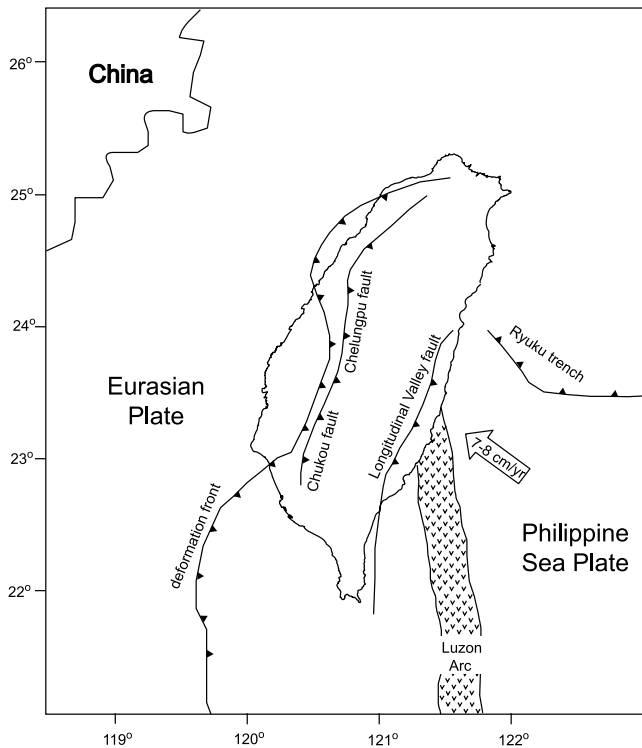 26°
China
25°
Chelungpu fault
24°
Ryuku trench
Eurasian
Plate
Longitudinal Valley fault
Chukou fault
23°
7-8 cm/yr
deformation front
Philippine
Sea Plate
22°
Luzon
Arc
119°
120°
121°
122°